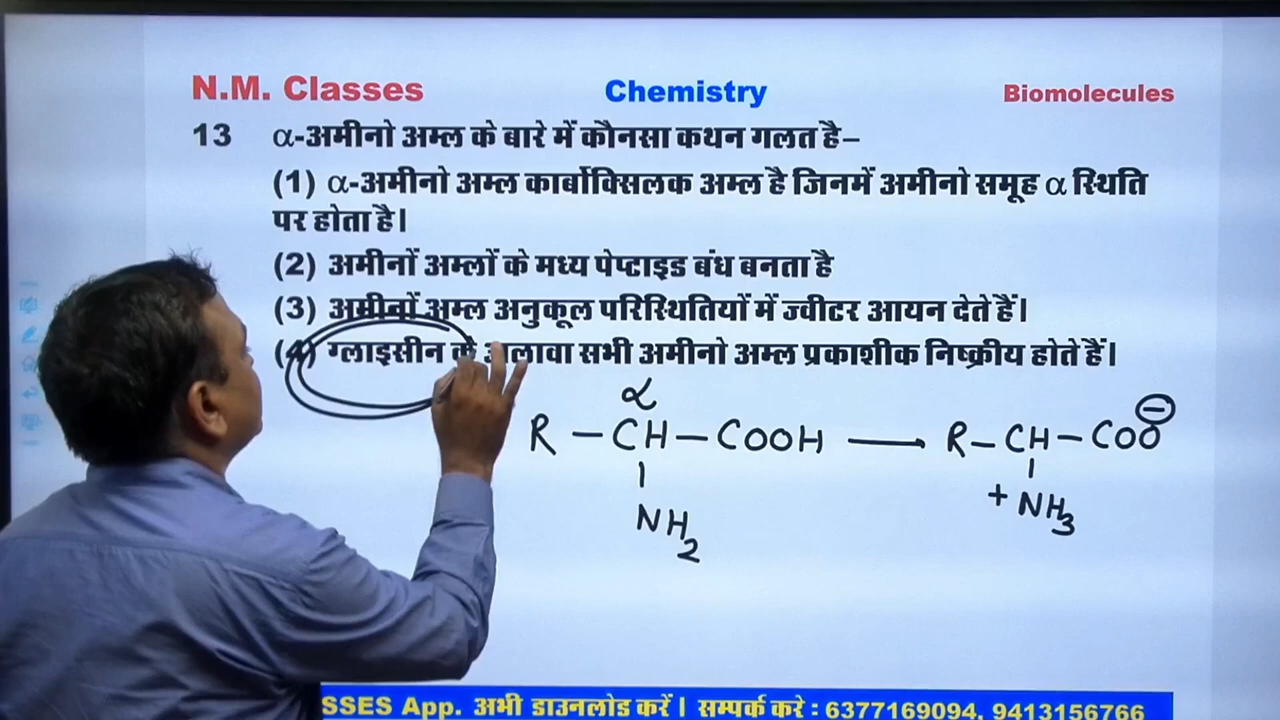 N.M. Classes Chemistry Biomolecules
13 α-अमीनो अम्ल के बारे में कौनसा कथन गलत है–
(1) α-अमीनो अम्ल कार्बोक्सिलक अम्ल है जिनमें अमीनो समूह α स्थिति
पर होता है।
(2) अमीनों अम्लों के मध्य पेप्टाइड बंध बनता है
(3) अमीनों अम्ल अनुकूल परिस्थितियों में ज्वीटर आयन देते हैं।
(4) ग्लाइसीन के अलावा सभी अमीनो अम्ल प्रकाशीक निष्क्रीय होते हैं।
α
R – CH – COOH ⟶ R – CH – COO⊖
NH2 +NH3
SSES App. अभी डाउनलोड करें। सम्पर्क करे : 6377169094, 9413156766